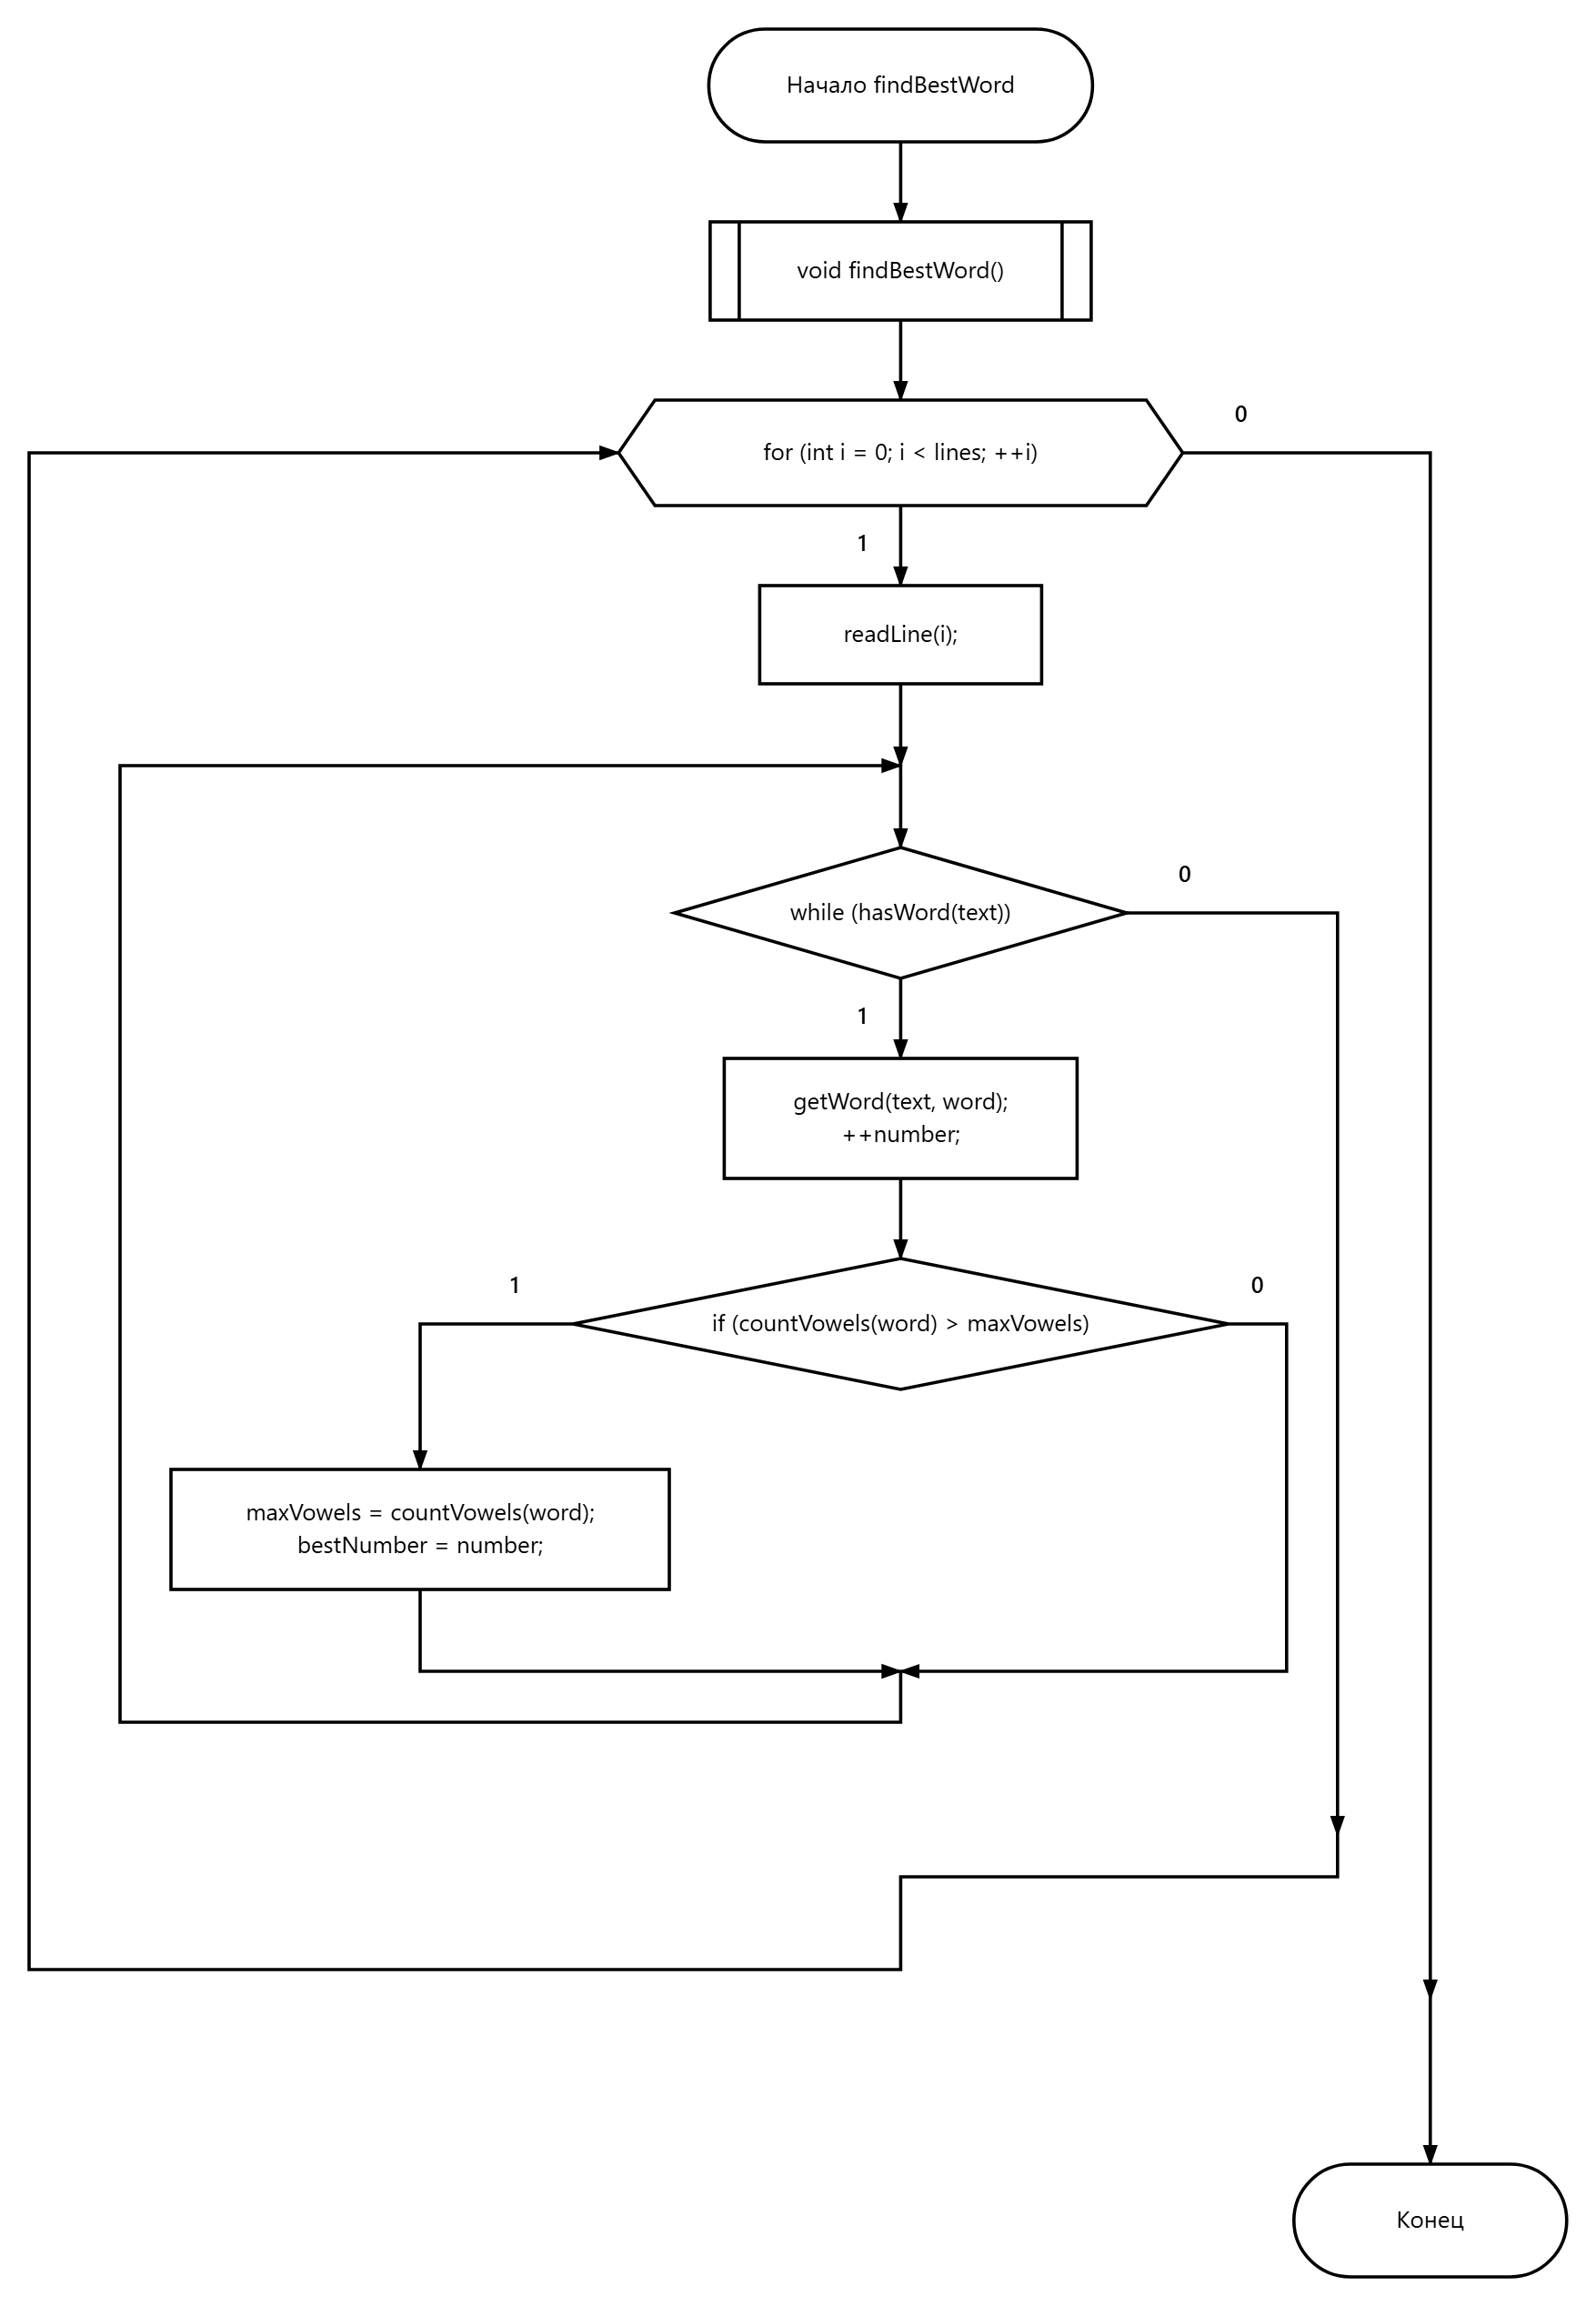 Начало findBestWord
void findBestWord()
for (int i = 0; i < lines; ++i)
0
1
readLine(i);
while (hasWord(text))
0
1
getWord(text, word);
++number;
if (countVowels(word) > maxVowels)
1
0
maxVowels = countVowels(word);
bestNumber = number;
Конец